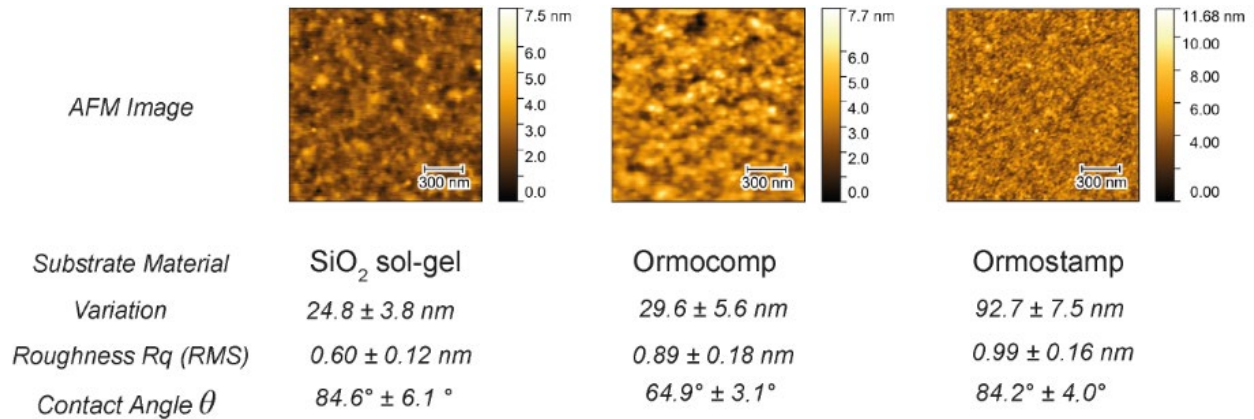 AFM Image
7.5 nm
6.0
5.0
4.0
3.0
2.0
0.0
300 nm
7.7 nm
6.0
5.0
4.0
3.0
2.0
0.0
300 nm
11.68 nm
10.00
8.00
6.00
4.00
0.00
300 nm
Substrate Material SiO₂ sol-gel Ormocomp Ormostamp
Variation 24.8 ± 3.8 nm 29.6 ± 5.6 nm 92.7 ± 7.5 nm
Roughness Rq (RMS) 0.60 ± 0.12 nm 0.89 ± 0.18 nm 0.99 ± 0.16 nm
Contact Angle θ 84.6° ± 6.1 ° 64.9° ± 3.1° 84.2° ± 4.0°